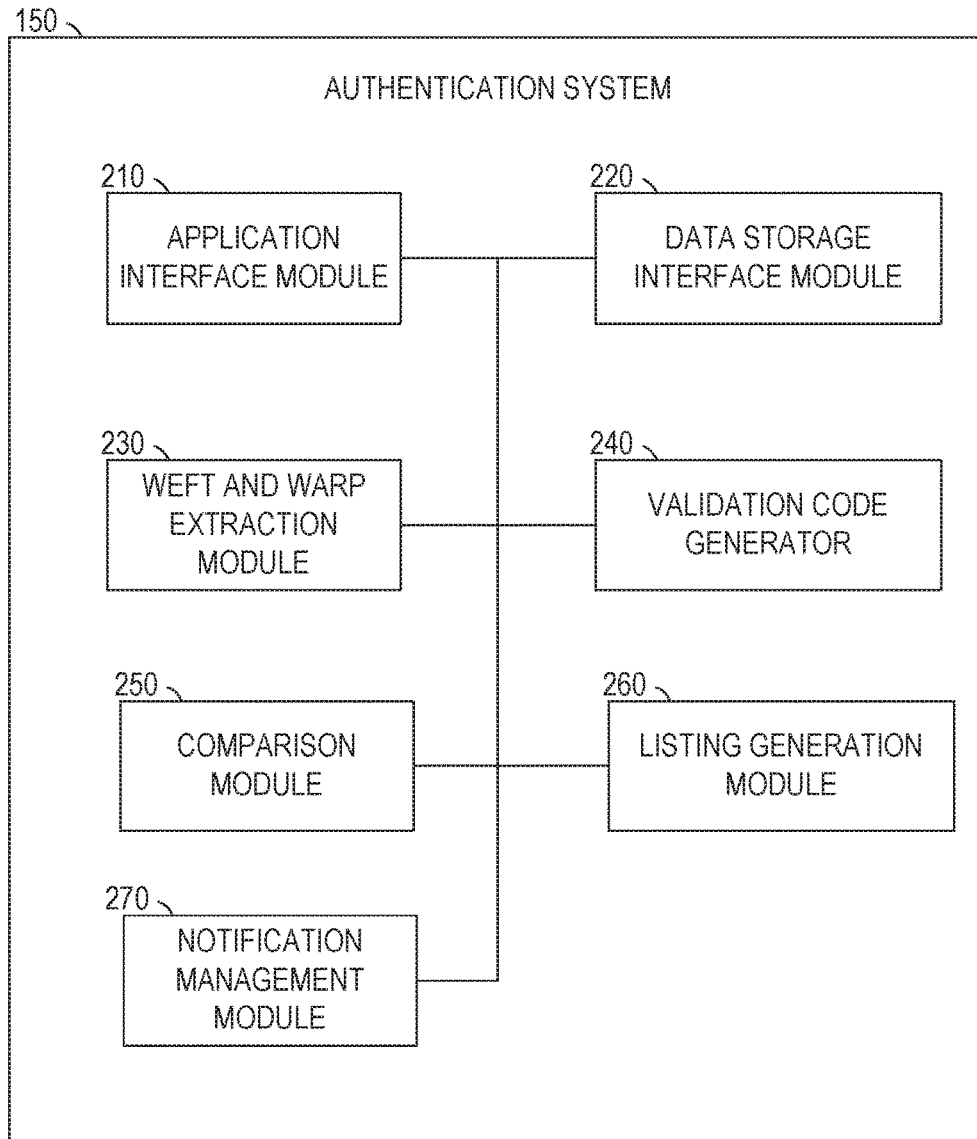 150
AUTHENTICATION SYSTEM
210
APPLICATION
INTERFACE MODULE
220
DATA STORAGE
INTERFACE MODULE
230
WEFT AND WARP
EXTRACTION
MODULE
240
VALIDATION CODE
GENERATOR
250
COMPARISON
MODULE
260
LISTING GENERATION
MODULE
270
NOTIFICATION
MANAGEMENT
MODULE